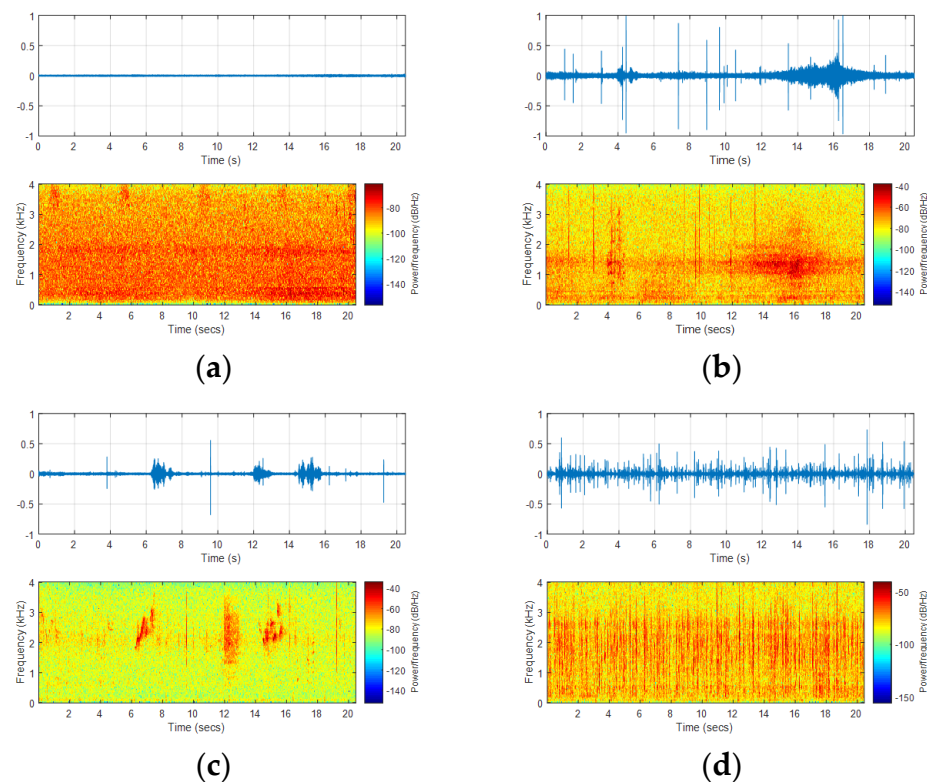 1
0.5
0
-0.5
-1
0 2 4 6 8 10 12 14 16 18 20
Time (s)
4
3
2
1
0
Frequency (kHz)
2 4 6 8 10 12 14 16 18 20
Time (secs)
-80
-100
-120
-140
Power/frequency (dB/Hz)
(a)
1
0.5
0
-0.5
-1
0 2 4 6 8 10 12 14 16 18 20
Time (s)
4
3
2
1
0
Frequency (kHz)
2 4 6 8 10 12 14 16 18 20
Time (secs)
-40
-60
-80
-100
-120
-140
Power/frequency (dB/Hz)
(b)
1
0.5
0
-0.5
-1
0 2 4 6 8 10 12 14 16 18 20
Time (s)
4
3
2
1
0
Frequency (kHz)
2 4 6 8 10 12 14 16 18 20
Time (secs)
-40
-60
-80
-100
-120
-140
Power/frequency (dB/Hz)
(c)
1
0.5
0
-0.5
-1
0 2 4 6 8 10 12 14 16 18 20
Time (s)
4
3
2
1
0
Frequency (kHz)
2 4 6 8 10 12 14 16 18 20
Time (secs)
-50
-100
-150
Power/frequency (dB/Hz)
(d)